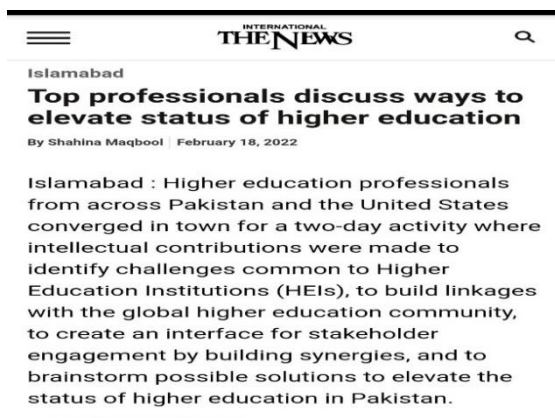 INTERNATIONAL
THE NEWS
Islamabad
Top professionals discuss ways to
elevate status of higher education
By Shahina Maqbool | February 18, 2022
Islamabad : Higher education professionals
from across Pakistan and the United States
converged in town for a two-day activity where
intellectual contributions were made to
identify challenges common to Higher
Education Institutions (HEIs), to build linkages
with the global higher education community,
to create an interface for stakeholder
engagement by building synergies, and to
brainstorm possible solutions to elevate the
status of higher education in Pakistan.